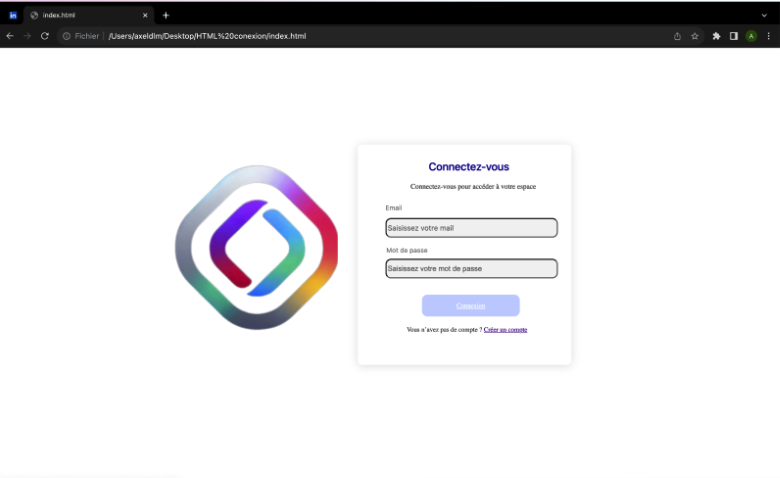 in
index.html
Fichier | /Users/axeldlm/Desktop/HTML%20conexion/index.html
A
Connectez-vous
Connectez-vous pour accéder à votre espace
Email
Saisissez votre mail
Mot de passe
Saisissez votre mot de passe
Connexion
Vous n'avez pas de compte ? Créer un compte